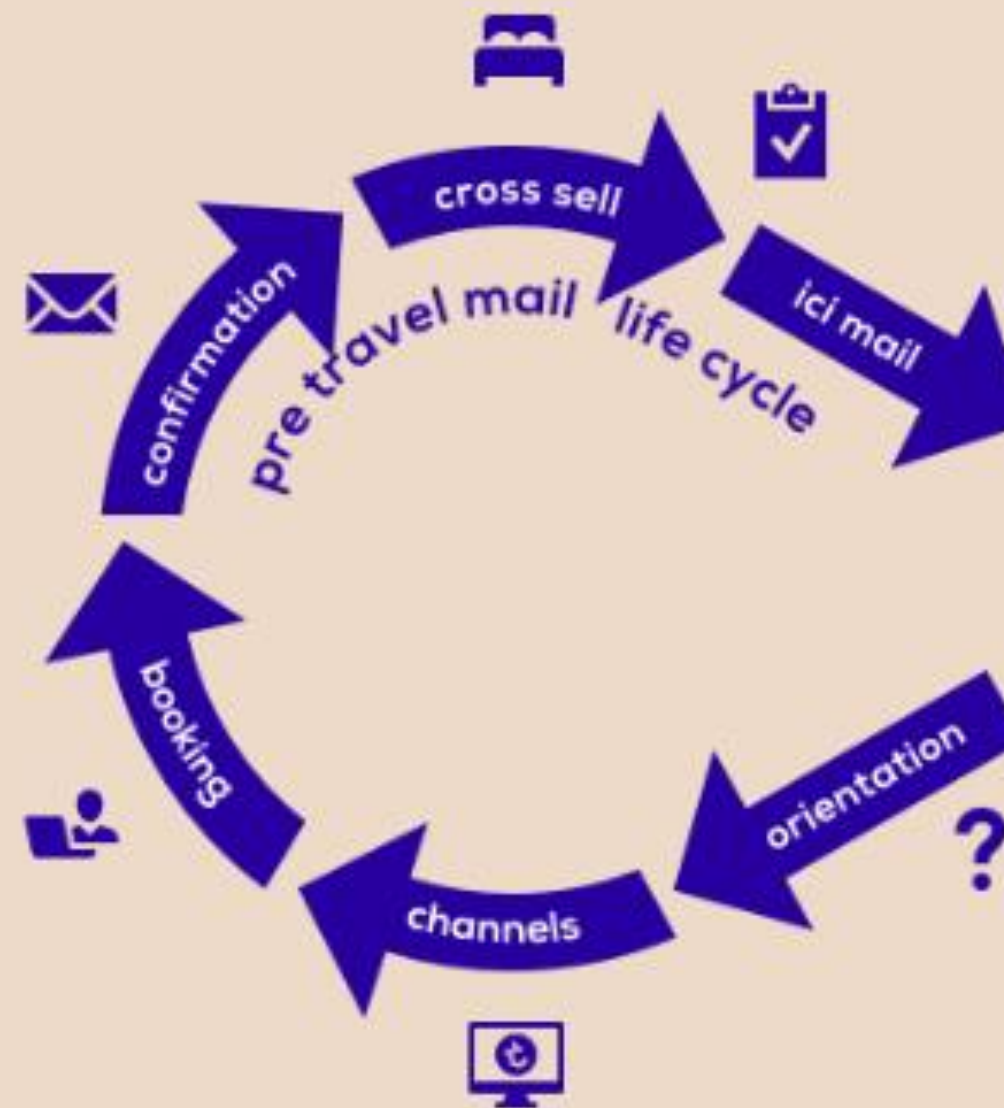 cross sell
ici mail
confirmation
pre travel mail life cycle
booking
orientation
?
channels
t